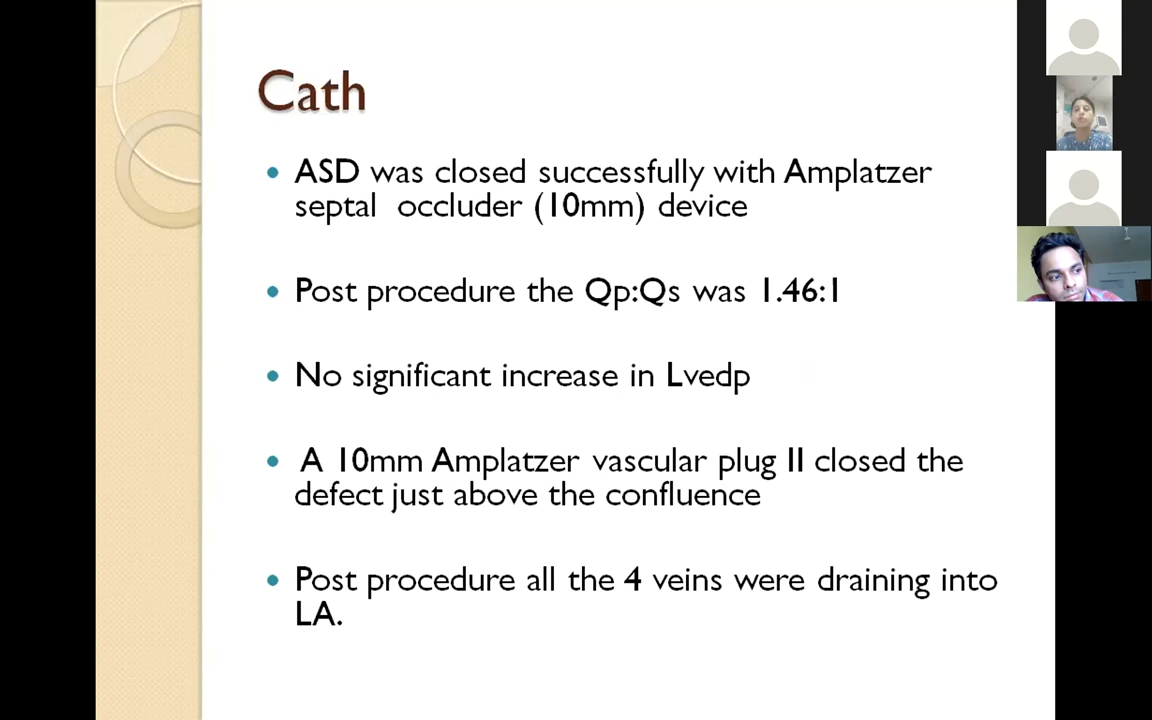 Cath
• ASD was closed successfully with Amplatzer
septal occluder (10mm) device
• Post procedure the Qp:Qs was 1.46:1
• No significant increase in Lvedp
• A 10mm Amplatzer vascular plug II closed the
defect just above the confluence
• Post procedure all the 4 veins were draining into
LA.